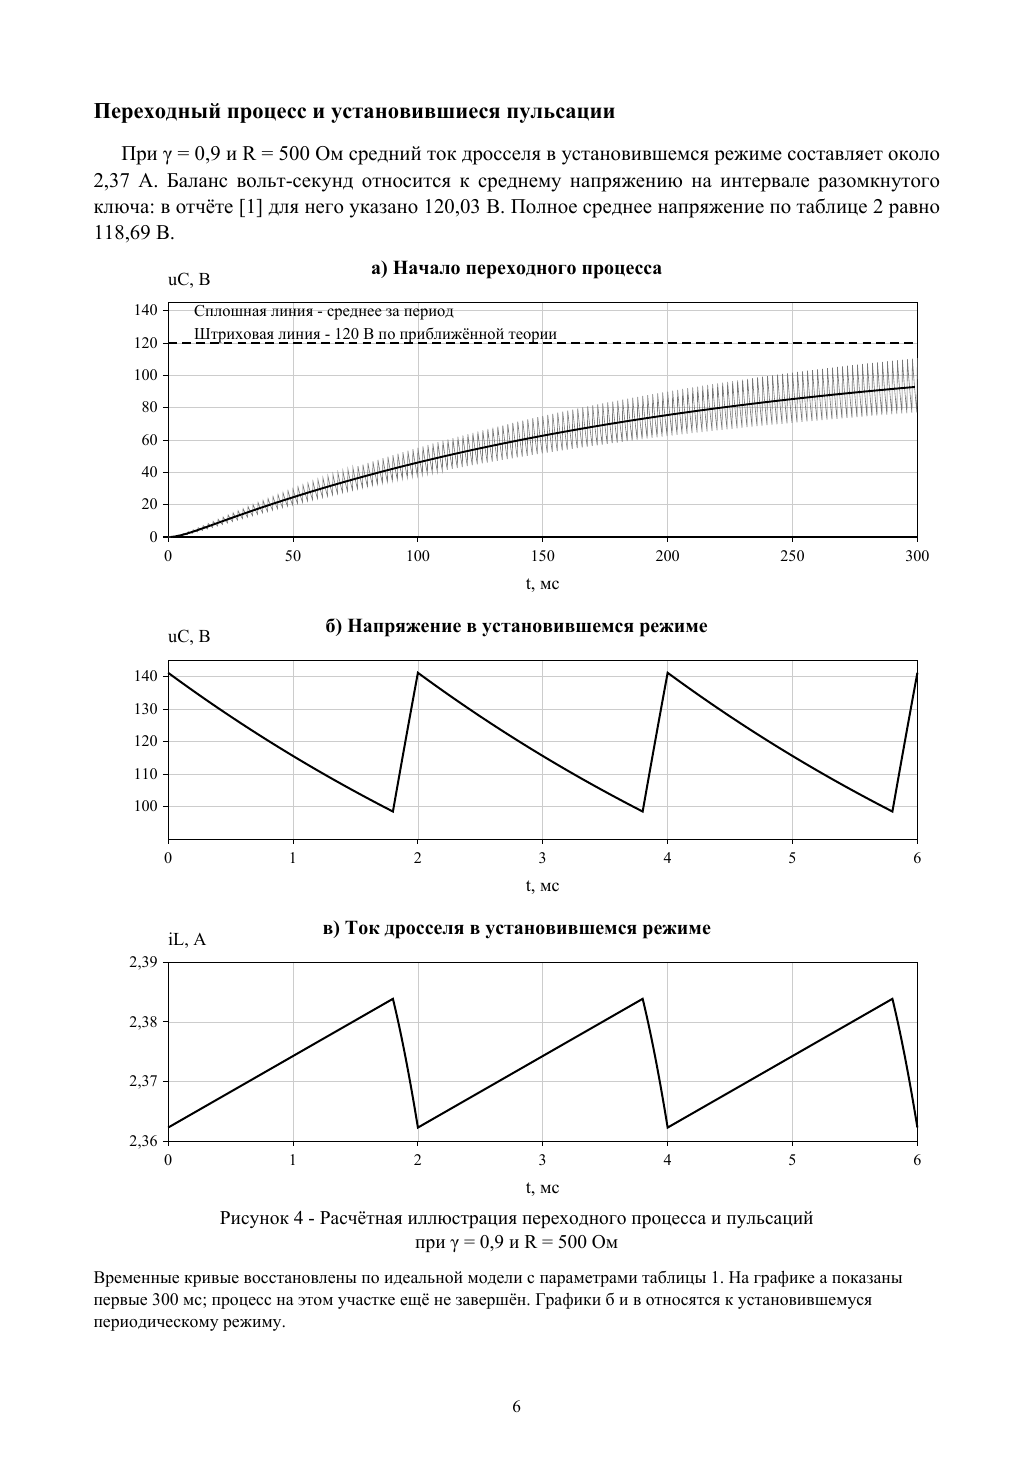 Переходный процесс и установившиеся пульсации
При γ = 0,9 и R = 500 Ом средний ток дросселя в установившемся режиме составляет около
2,37 А. Баланс вольт-секунд относится к среднему напряжению на интервале разомкнутого
ключа: в отчёте [1] для него указано 120,03 В. Полное среднее напряжение по таблице 2 равно
118,69 В.
а) Начало переходного процесса
uC, В
Сплошная линия - среднее за период
Штриховая линия - 120 В по приближённой теории
140
120
100
80
60
40
20
0
0 50 100 150 200 250 300
t, мс
б) Напряжение в установившемся режиме
uC, В
140
130
120
110
100
0 1 2 3 4 5 6
t, мс
в) Ток дросселя в установившемся режиме
iL, А
2,39
2,38
2,37
2,36
0 1 2 3 4 5 6
t, мс
Рисунок 4 - Расчётная иллюстрация переходного процесса и пульсаций
при γ = 0,9 и R = 500 Ом
Временные кривые восстановлены по идеальной модели с параметрами таблицы 1. На графике а показаны
первые 300 мс; процесс на этом участке ещё не завершён. Графики б и в относятся к установившемуся
периодическому режиму.
6